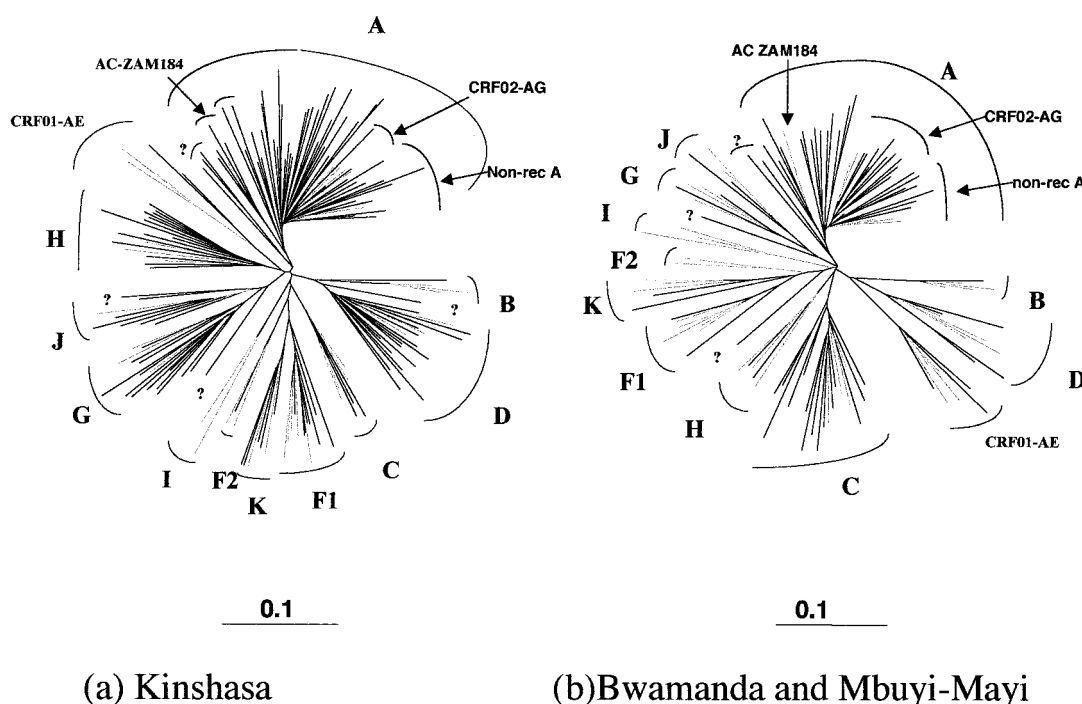 A
AC-ZAM184
CRF02-AG
CRF01-AE
?
Non-rec A
H
?
B
?
J
?
G
D
I
F2
C
K
F1
0.1
(a) Kinshasa
AC ZAM184
A
CRF02-AG
J
?
G
non-rec A
I
?
F2
B
K
F1
?
D
H
CRF01-AE
C
0.1
(b)Bwamanda and Mbuyi-Mayi